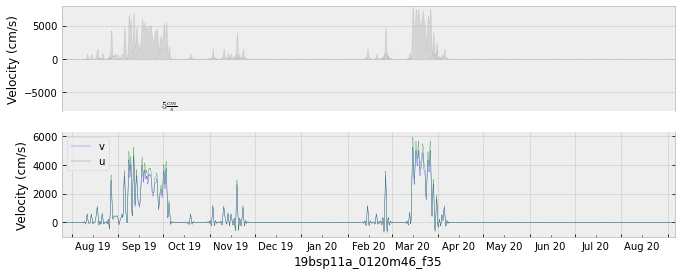 Velocity (cm/s)
5000
0
−5000
5 cm/s
Velocity (cm/s)
6000
4000
2000
0
v
u
Aug 19 Sep 19 Oct 19 Nov 19 Dec 19 Jan 20 Feb 20 Mar 20 Apr 20 May 20 Jun 20 Jul 20 Aug 20
19bsp11a_0120m46_f35